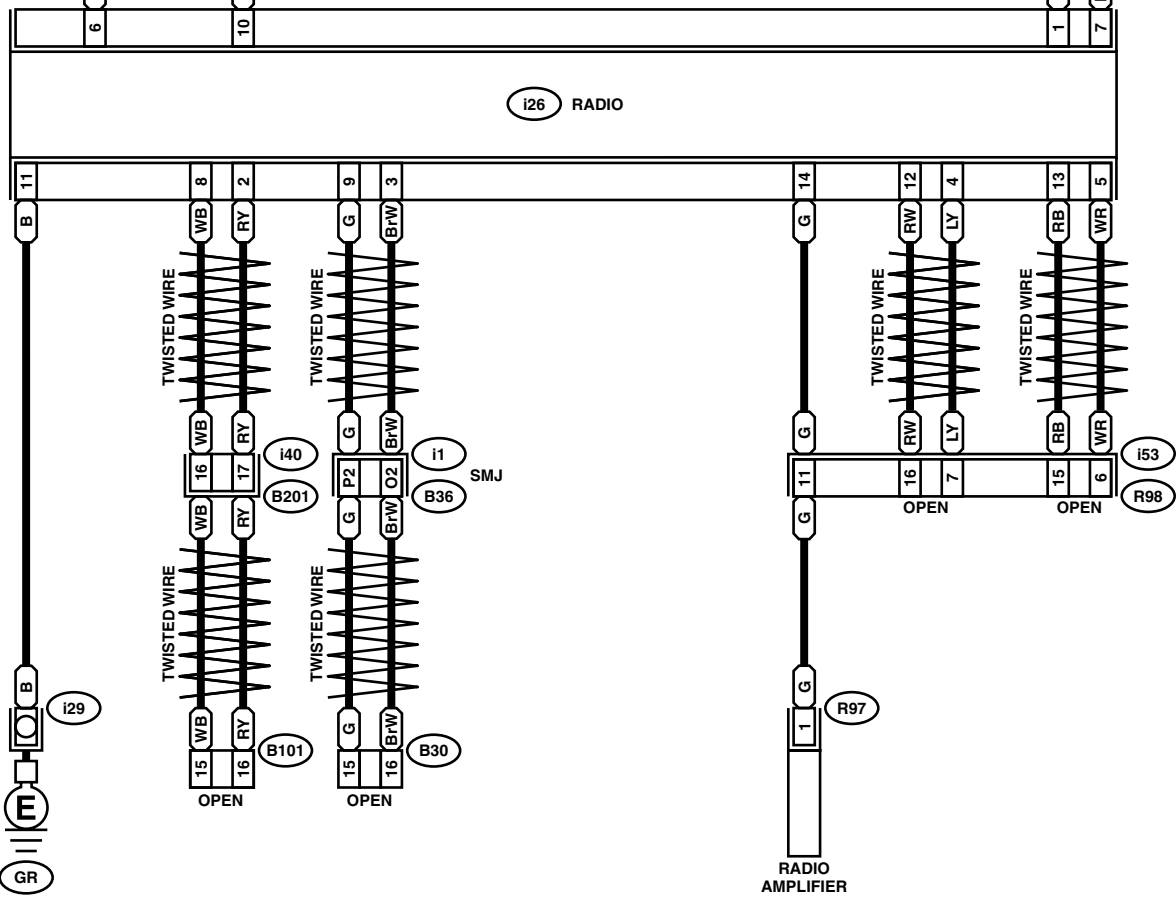 6 10 1 7
i26 RADIO
11 8 2 9 3 14 12 4 13 5
B WB RY G BrW G RW LY RB WR
TWISTED WIRE TWISTED WIRE TWISTED WIRE TWISTED WIRE
WB RY G BrW G RW LY RB WR
i40 i1 i53
16 17 P2 O2 SMJ 11 16 7 15 6
B201 B36 R98
OPEN OPEN
WB RY G BrW G
TWISTED WIRE TWISTED WIRE
B G
i29 R97
WB RY G BrW 1
B101 B30
15 16 15 16
OPEN OPEN
E
RADIO
AMPLIFIER
GR